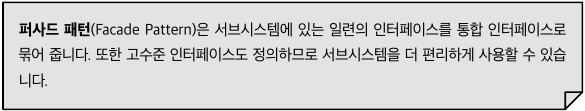 퍼사드 패턴(Facade Pattern)은 서브시스템에 있는 일련의 인터페이스를 통합 인터페이스로
묶어 줍니다. 또한 고수준 인터페이스도 정의하므로 서브시스템을 더 편리하게 사용할 수 있습
니다.